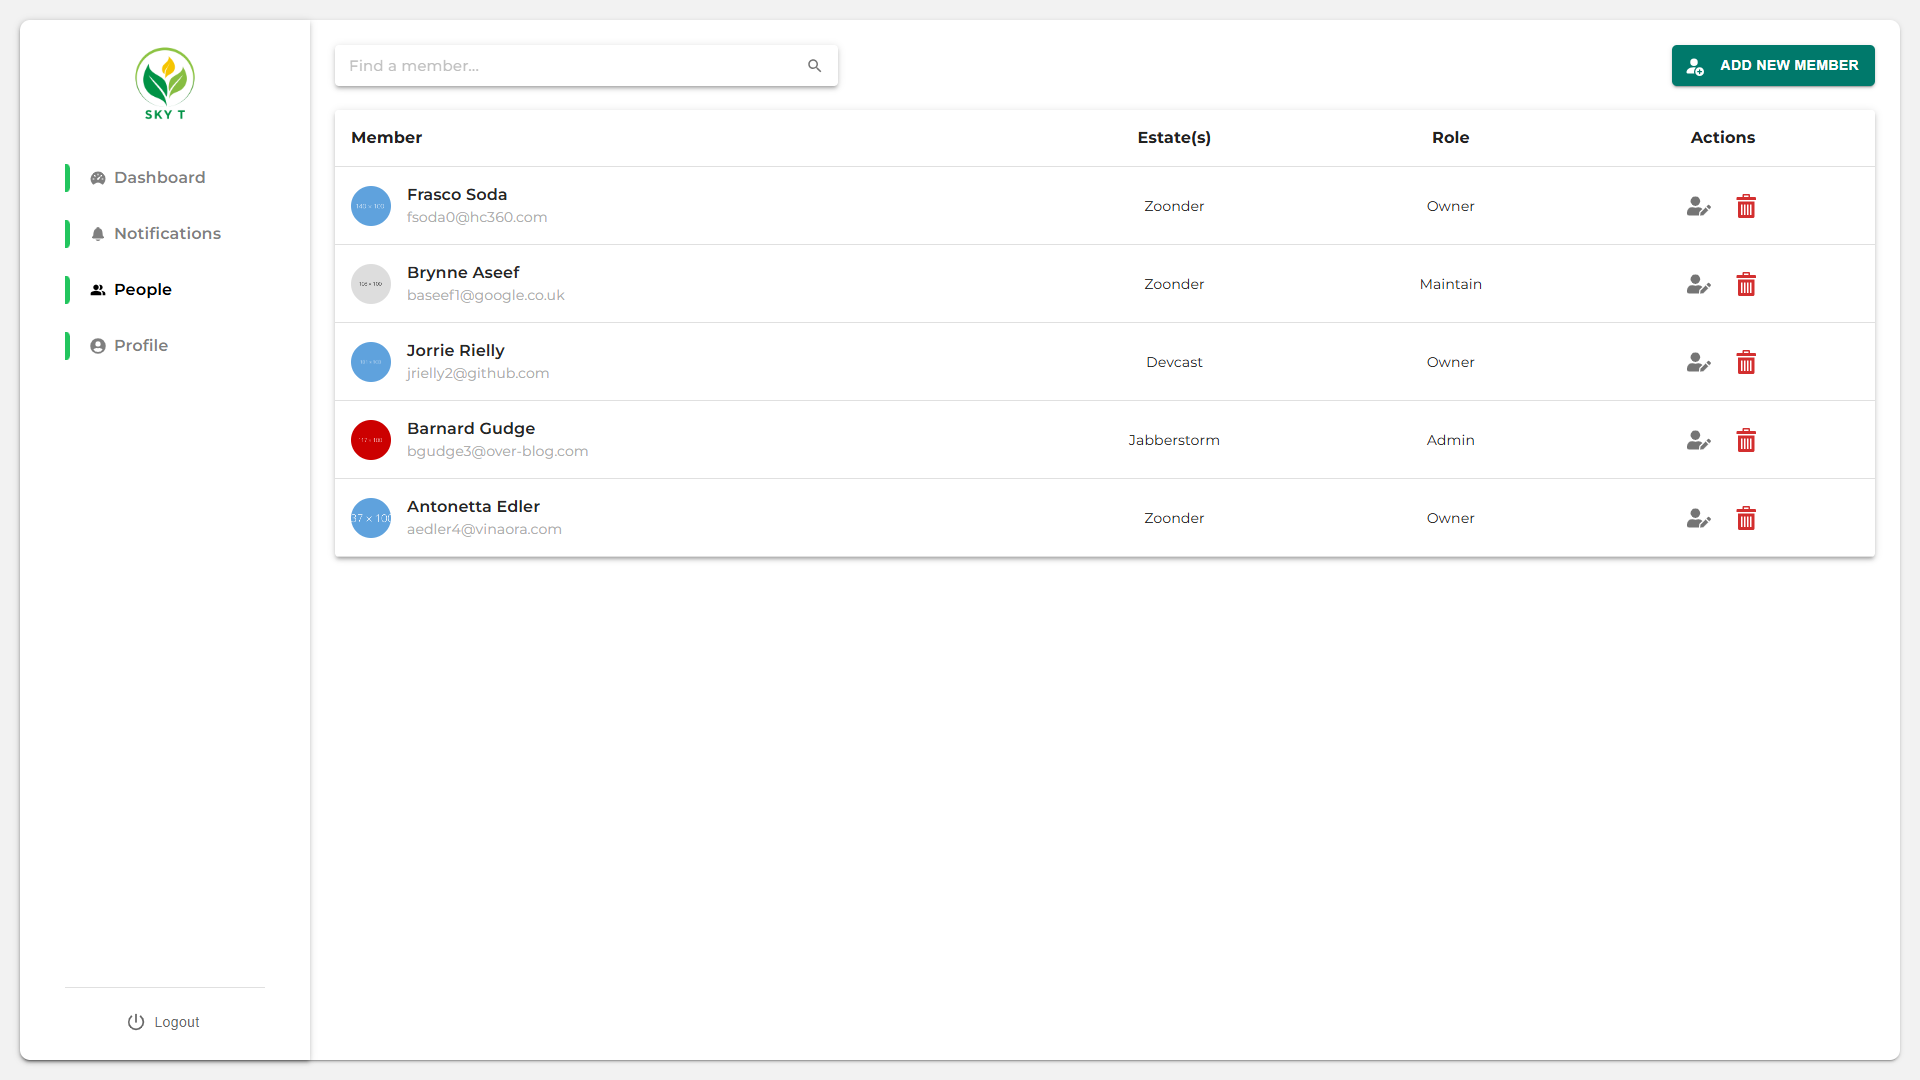 SKY T
Dashboard
Notifications
People
Profile
Logout
Find a member...
ADD NEW MEMBER
Member Estate(s) Role Actions
Frasco Soda
fsoda0@hc360.com
Zoonder Owner
Brynne Aseef
baseef1@google.co.uk
Zoonder Maintain
Jorrie Rielly
jrielly2@github.com
Devcast Owner
Barnard Gudge
bgudge3@over-blog.com
Jabberstorm Admin
37 × 100
Antonetta Edler
aedler4@vinaora.com
Zoonder Owner